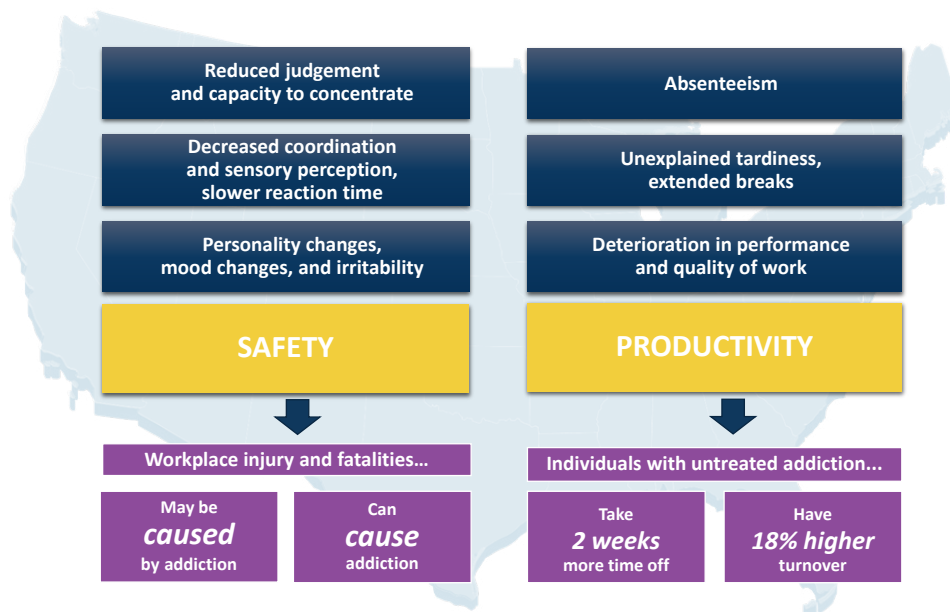 Reduced judgement
and capacity to concentrate
Decreased coordination
and sensory perception,
slower reaction time
Personality changes,
mood changes, and irritability
SAFETY
Workplace injury and fatalities...
May be
caused
by addiction
Can
cause
addiction
Absenteeism
Unexplained tardiness,
extended breaks
Deterioration in performance
and quality of work
PRODUCTIVITY
Individuals with untreated addiction...
Take
2 weeks
more time off
Have
18% higher
turnover